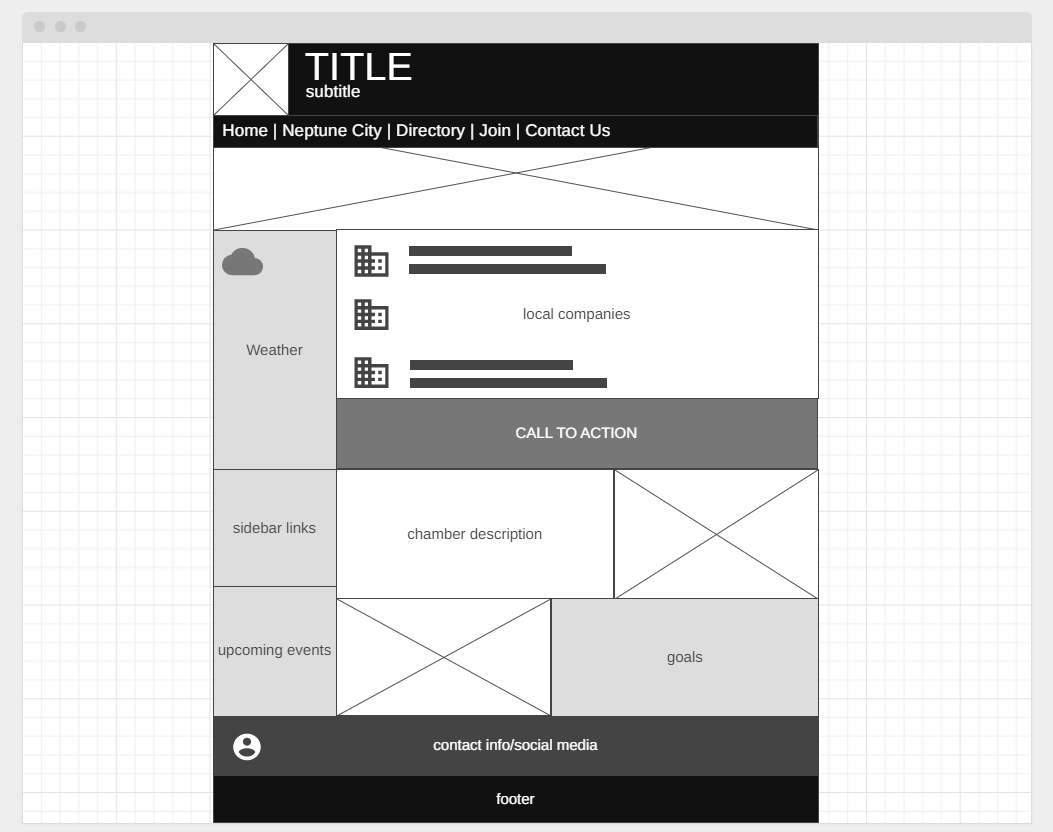 TITLE
subtitle
Home | Neptune City | Directory | Join | Contact Us
local companies
Weather
CALL TO ACTION
sidebar links
chamber description
upcoming events
goals
contact info/social media
footer